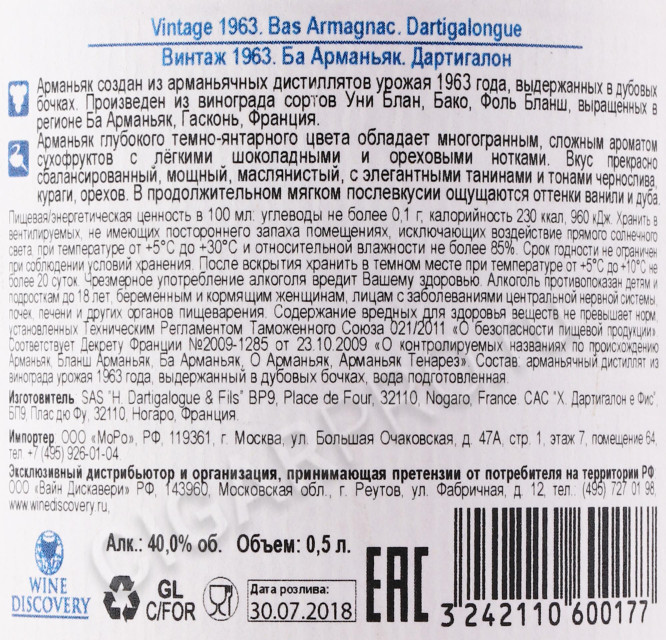 Vintage 1963. Bas Armagnac. Dartigalongue
Винтаж 1963. Ба Арманьяк. Дартигалон
Арманьяк создан из арманьячных дистиллятов урожая 1963 года, выдержанных в дубовых
бочках. Произведен из винограда сортов Уни Блан, Бако, Фоль Бланш, выращенных в
регионе Ба Арманьяк, Гасконь, Франция.
Арманьяк глубокого темно-янтарного цвета обладает многогранным, сложным ароматом
сухофруктов с лёгкими шоколадными и ореховыми нотками. Вкус прекрасно
сбалансированный, мощный, маслянистый, с элегантными танинами и тонами чернослива,
кураги, орехов. В продолжительном мягком послевкусии ощущаются оттенки ванили и дуба.
Пищевая/энергетическая ценность в 100 мл: углеводы не более 0,1 г, калорийность 230 ккал, 960 кДж. Хранить в
вентилируемых, не имеющих постороннего запаха помещениях, исключающих воздействие прямого солнечного
света, при температуре от +5°С до +30°С и относительной влажности не более 85%. Срок годности не ограничен
при соблюдении условий хранения. После вскрытия хранить в темном месте при температуре от +5°С до +10°С не
более 20 суток. Чрезмерное употребление алкоголя вредит Вашему здоровью. Алкоголь противопоказан детям и
подросткам до 18 лет, беременным и кормящим женщинам, лицам с заболеваниями центральной нервной системы,
почек, печени и других органов пищеварения. Содержание вредных для здоровья веществ не превышает норм,
установленных Техническим Регламентом Таможенного Союза 021/2011 «О безопасности пищевой продукции»
Соответствует Декрету Франции №2009-1285 от 23.10.2009 «О контролируемых названиях по происхождению
Арманьяк, Бланш Арманьяк, Ба Арманьяк, О Арманьяк, Арманьяк Тенарез». Состав: арманьячный дистиллят из
винограда урожая 1963 года, выдержанный в дубовых бочках, вода подготовленная.
Изготовитель SAS "H. Dartigalogue & Fils" BP9, Place de Four, 32110, Nogaro, France. САС "Х. Дартигалон е Фис",
БП9, Плас дю Фу, 32110, Ногаро, Франция.
Импортер ООО «МоРо», РФ, 119361, г. Москва, ул. Большая Очаковская, д. 47А, стр. 1, этаж 7, помещение 64,
тел. +7 (495) 926-01-04
Эксклюзивный дистрибьютор и организация, принимающая претензии от потребителя на территории РФ
ООО «Вайн Дискавери» РФ, 143960, Московская обл., г. Реутов, ул. Фабричная, д. 12, тел.: (495) 727 01 98,
www.winediscovery.ru,
Алк.: 40,0% об. Объем: 0,5 л.
WINE
DISCOVERY
GL
C/FOR
Дата розлива:
30.07.2018
EAC
3 242110 600177
CIGARPRO